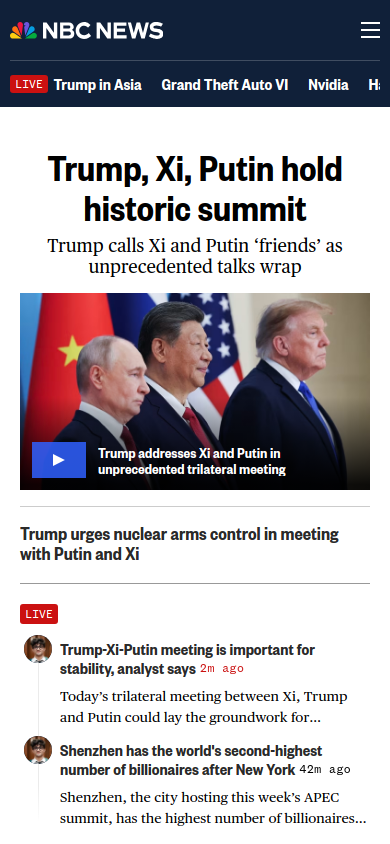 NBC NEWS
LIVE Trump in Asia Grand Theft Auto VI Nvidia Ha
Trump, Xi, Putin hold
historic summit
Trump calls Xi and Putin ‘friends’ as
unprecedented talks wrap
Trump addresses Xi and Putin in
unprecedented trilateral meeting
Trump urges nuclear arms control in meeting
with Putin and Xi
LIVE
Trump-Xi-Putin meeting is important for
stability, analyst says 2m ago
Today’s trilateral meeting between Xi, Trump
and Putin could lay the groundwork for...
Shenzhen has the world's second-highest
number of billionaires after New York 42m ago
Shenzhen, the city hosting this week’s APEC
summit, has the highest number of billionaires...